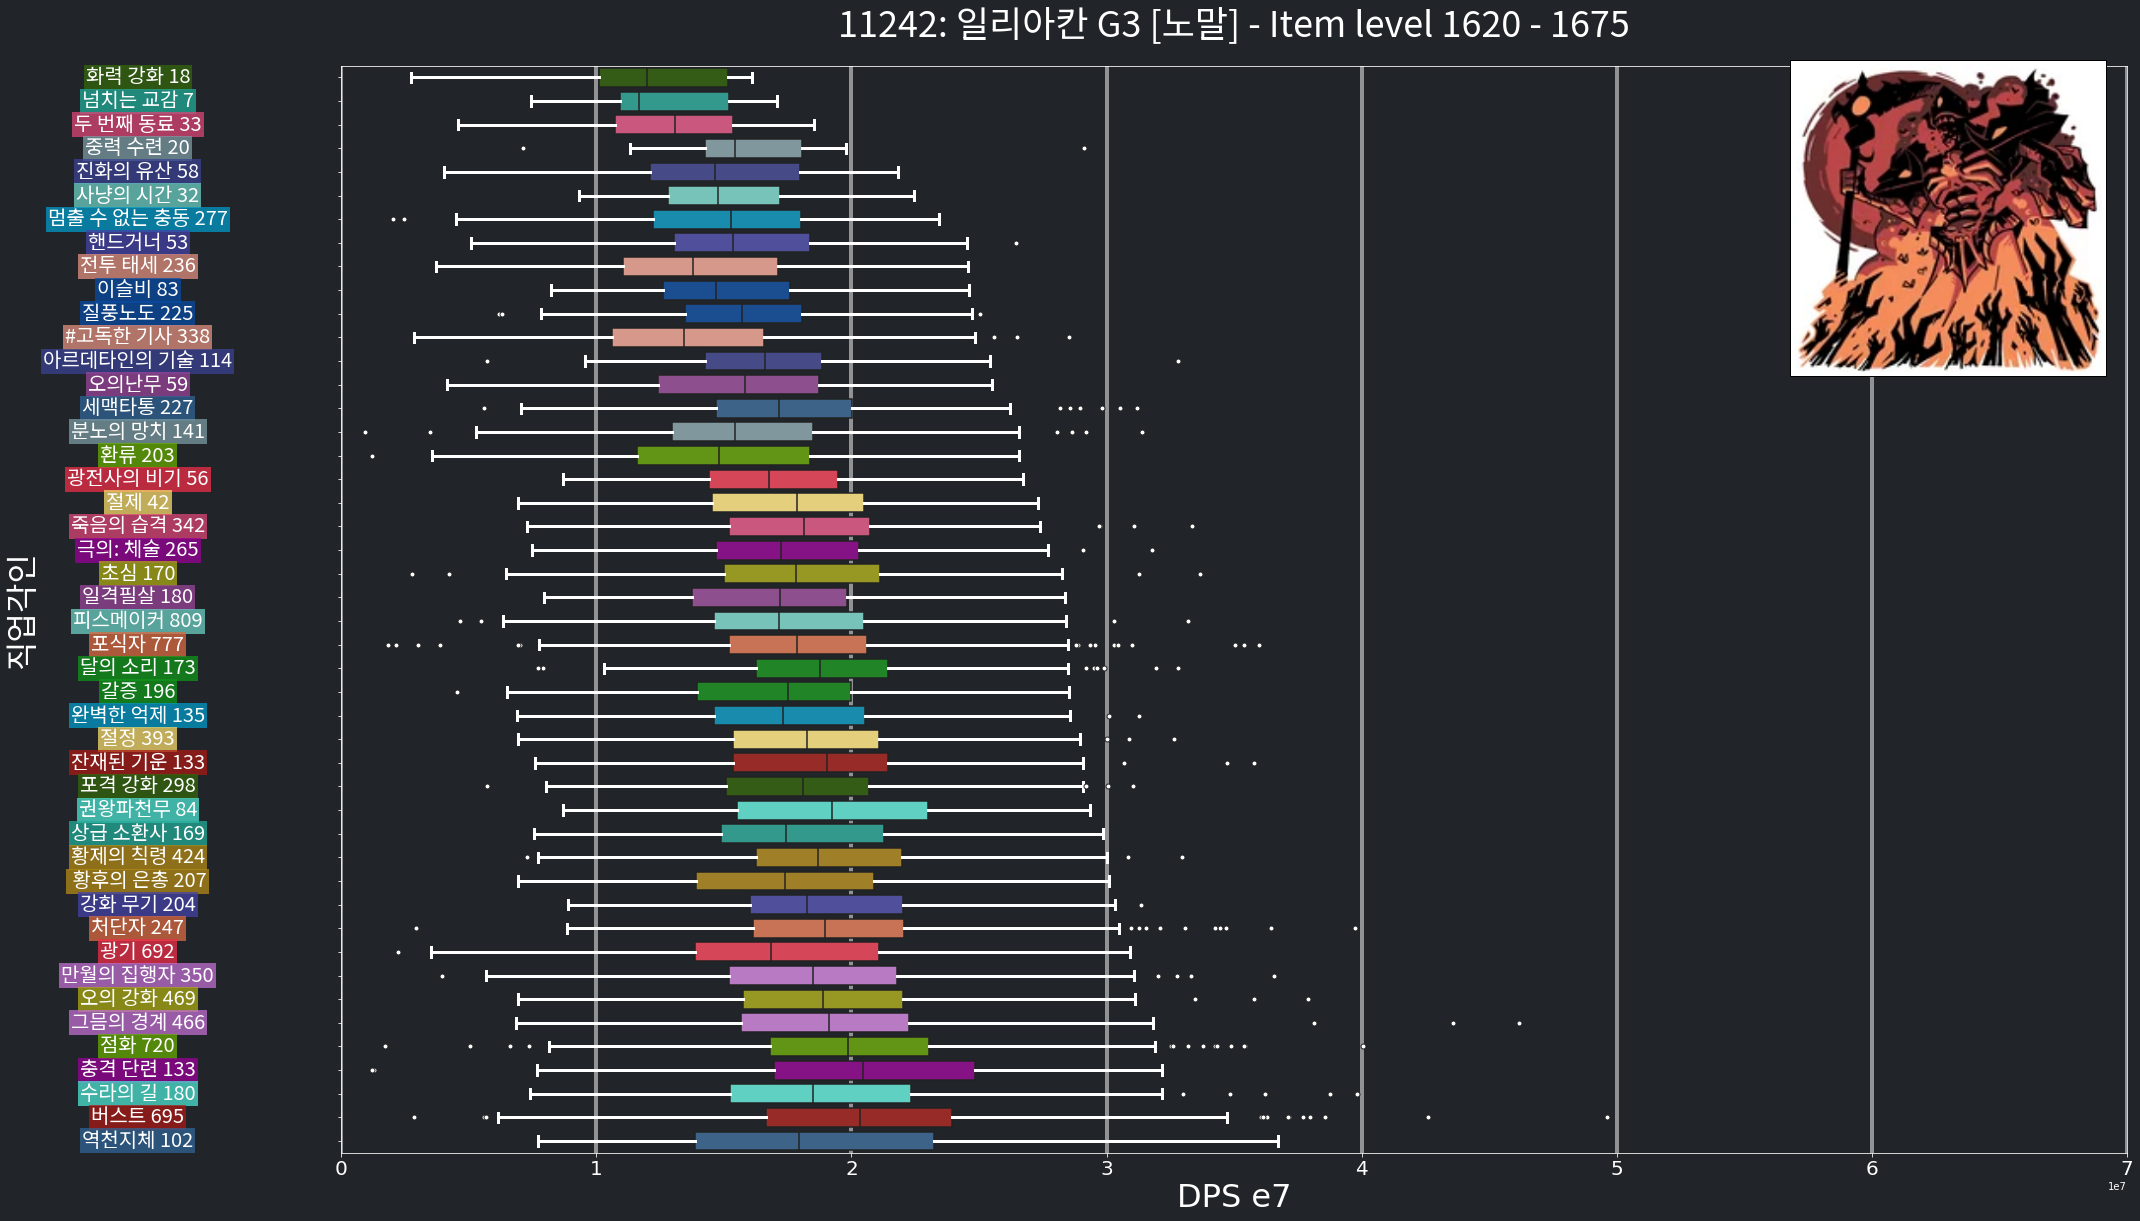 11242: 일리아칸 G3 [노말] - Item level 1620 - 1675
직업각인
화력 강화 18
넘치는 교감 7
두 번째 동료 33
중력 수련 20
진화의 유산 58
사냥의 시간 32
멈출 수 없는 충동 277
핸드거너 53
전투 태세 236
이슬비 83
질풍노도 225
#고독한 기사 338
아르데타인의 기술 114
오의난무 59
세맥타통 227
분노의 망치 141
환류 203
광전사의 비기 56
절제 42
죽음의 습격 342
극의: 체술 265
초심 170
일격필살 180
피스메이커 809
포식자 777
달의 소리 173
갈증 196
완벽한 억제 135
절정 393
잔재된 기운 133
포격 강화 298
권왕파천무 84
상급 소환사 169
황제의 칙령 424
황후의 은총 207
강화 무기 204
처단자 247
광기 692
만월의 집행자 350
오의 강화 469
그믐의 경계 466
점화 720
충격 단련 133
수라의 길 180
버스트 695
역천지체 102
0 1 2 3 4 5 6 7
1e7
DPS e7